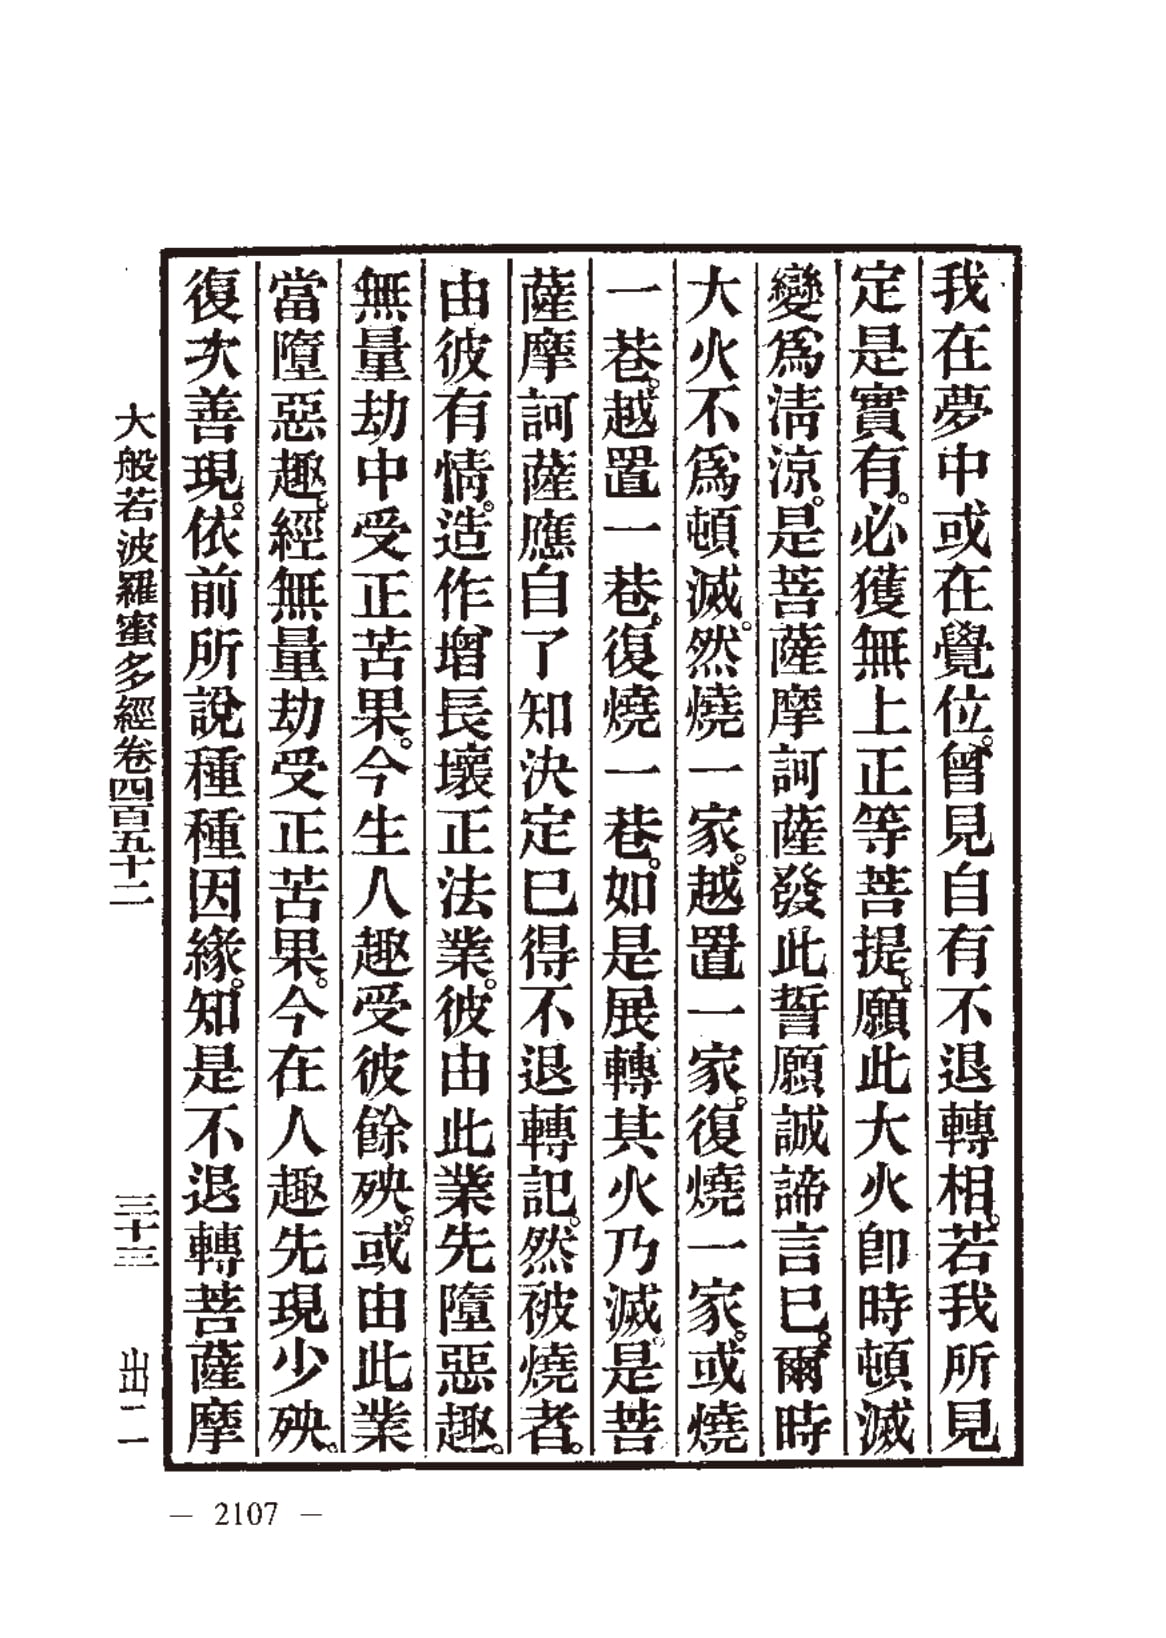 我在夢中或在覺位。曾見自有不退轉相。若我所見
定是實有。必獲無上正等菩提。願此大火卽時頓滅
變爲清涼。是菩薩摩訶薩發此誓願誠諦言已。爾時
大火不爲頓滅。然燒一家。越置一家。復燒一家。或燒
一巷。越置一巷。復燒一巷。如是展轉其火乃滅。是菩
薩摩訶薩應自了知決定已得不退轉記。然被燒者。
由彼有情。造作增長壞正法業。彼由此業先墮惡趣。
無量劫中受正苦果。今生人趣受彼餘殃。或由此業
當墮惡趣。經無量劫受正苦果。今在人趣先現少殃。
復次善現。依前所說種種因緣。知是不退轉菩薩摩
大般若波羅蜜多經卷四百五十二 三十三 出二
— 2107 —